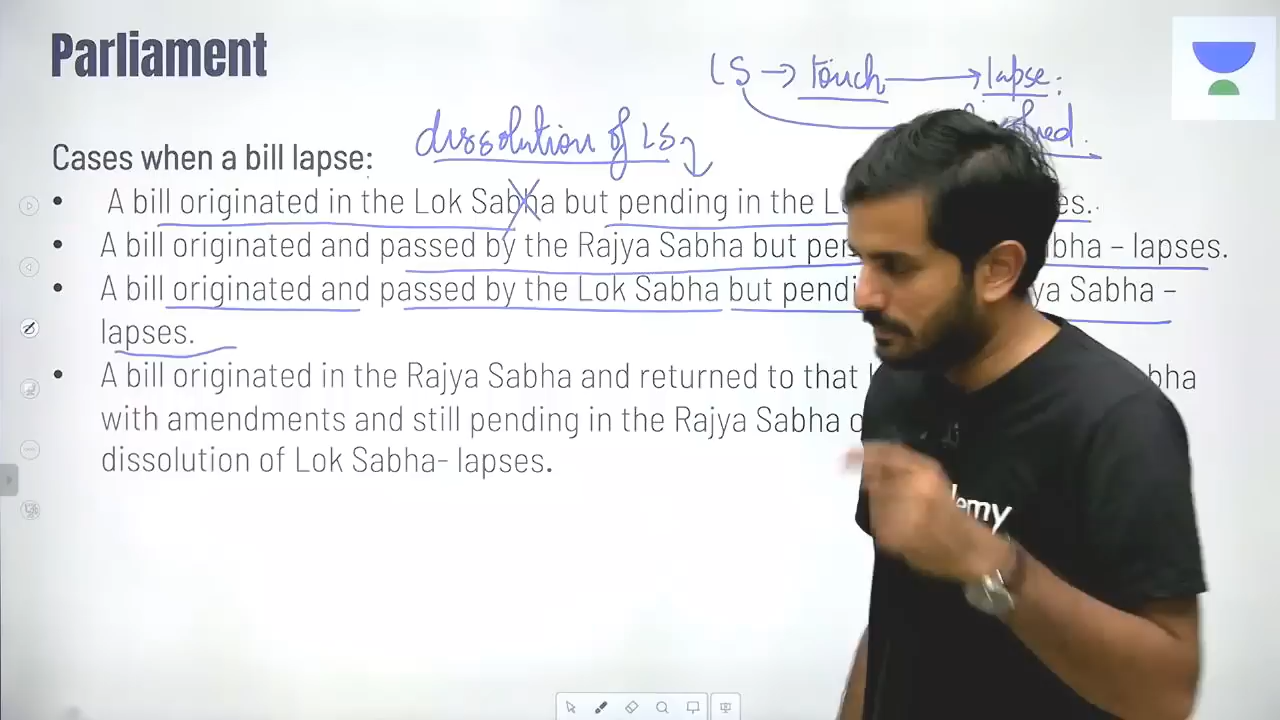 Parliament
LS → touch → lapse.
dissolution of LS
Cases when a bill lapse:
• A bill originated in the Lok Sabha but pending in the
• A bill originated and passed by the Rajya Sabha but bha – lapses.
• A bill originated and passed by the Lok Sabha but ya Sabha –
lapses.
• A bill originated in the Rajya Sabha and returned to that bha
with amendments and still pending in the Rajya Sabha
dissolution of Lok Sabha- lapses.
demy